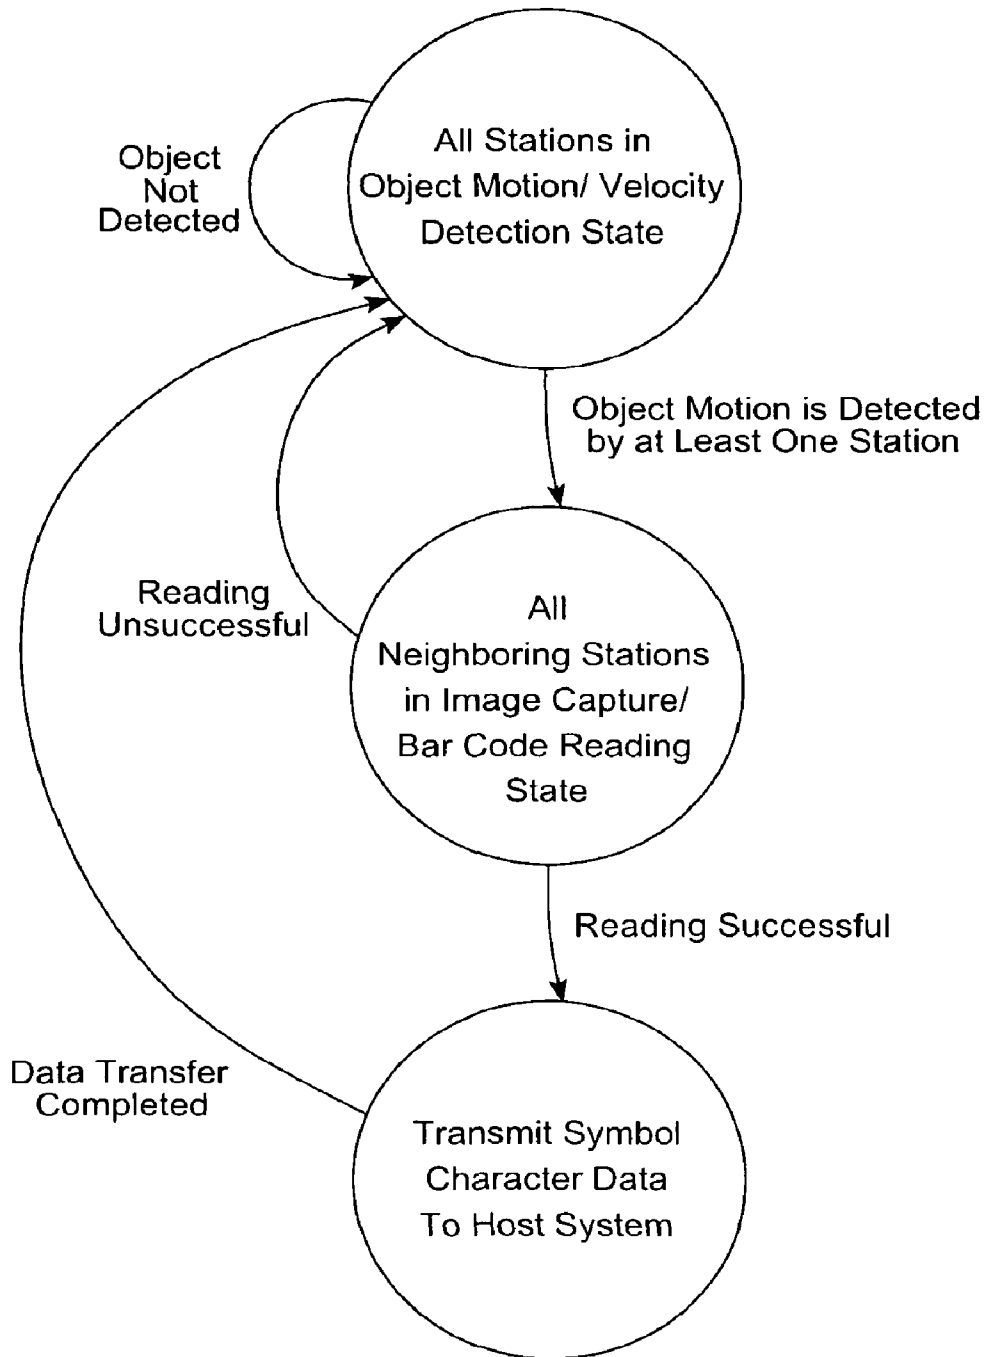 All Stations in
Object Motion/ Velocity
Detection State
Object
Not
Detected
Object Motion is Detected
by at Least One Station
Reading
Unsuccessful
All
Neighboring Stations
in Image Capture/
Bar Code Reading
State
Reading Successful
Data Transfer
Completed
Transmit Symbol
Character Data
To Host System